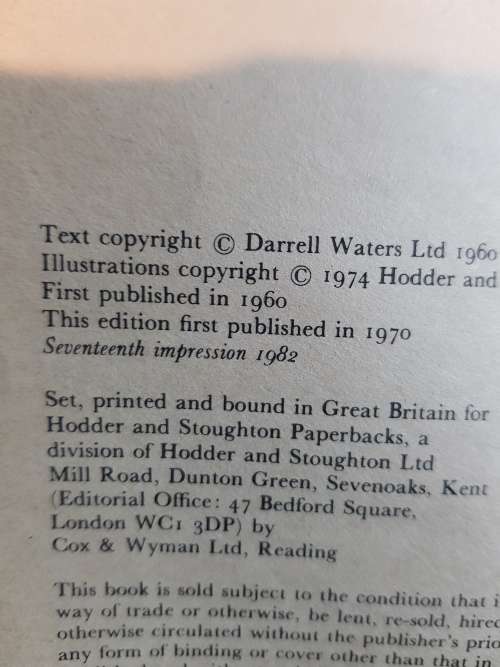 Text copyright © Darrell Waters Ltd 1960
Illustrations copyright © 1974 Hodder and
First published in 1960
This edition first published in 1970
Seventeenth impression 1982
Set, printed and bound in Great Britain for
Hodder and Stoughton Paperbacks, a
division of Hodder and Stoughton Ltd
Mill Road, Dunton Green, Sevenoaks, Kent
(Editorial Office: 47 Bedford Square,
London WC1 3DP) by
Cox & Wyman Ltd, Reading
This book is sold subject to the condition that i
way of trade or otherwise, be lent, re-sold, hired
otherwise circulated without the publisher's prio
any form of binding or cover other than that in